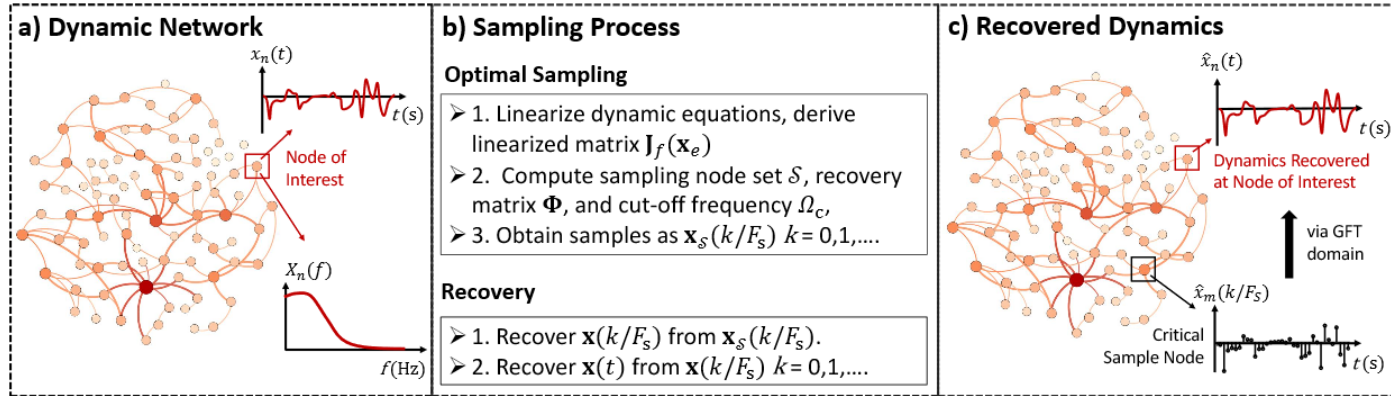 a) Dynamic Network
x_n(t)
t(s)
Node of
Interest
X_n(f)
f(Hz)
b) Sampling Process
Optimal Sampling
➢ 1. Linearize dynamic equations, derive
linearized matrix J_f(x_e)
➢ 2. Compute sampling node set 𝒮, recovery
matrix Φ, and cut-off frequency Ω_c,
➢ 3. Obtain samples as x_𝒮(k/F_s) k = 0,1,....
Recovery
➢ 1. Recover x(k/F_s) from x_𝒮(k/F_s).
➢ 2. Recover x(t) from x(k/F_s) k = 0,1,....
c) Recovered Dynamics
x̂_n(t)
t(s)
Dynamics Recovered
at Node of Interest
via GFT
domain
x̂_m(k/F_S)
Critical
Sample Node
t(s)